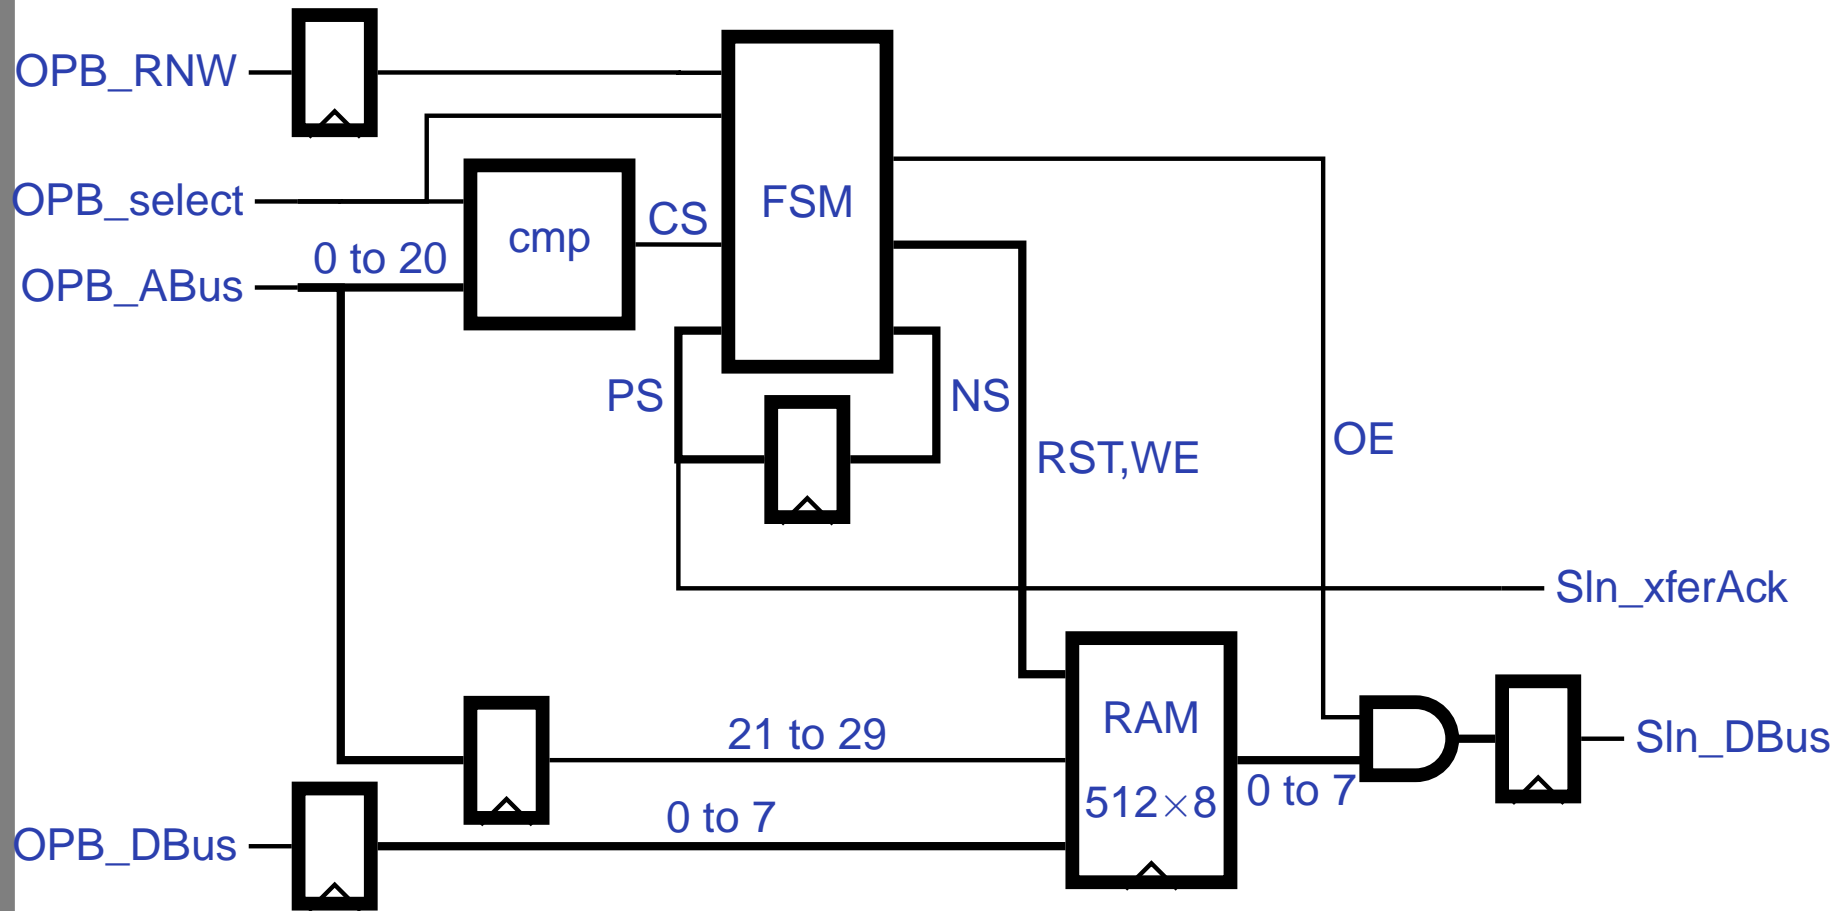 OPB_RNW
OPB_select
FSM
CS
cmp
0 to 20
OPB_ABus
PS
NS
OE
RST,WE
Sln_xferAck
RAM
21 to 29
Sln_DBus
0 to 7
512×8
0 to 7
OPB_DBus